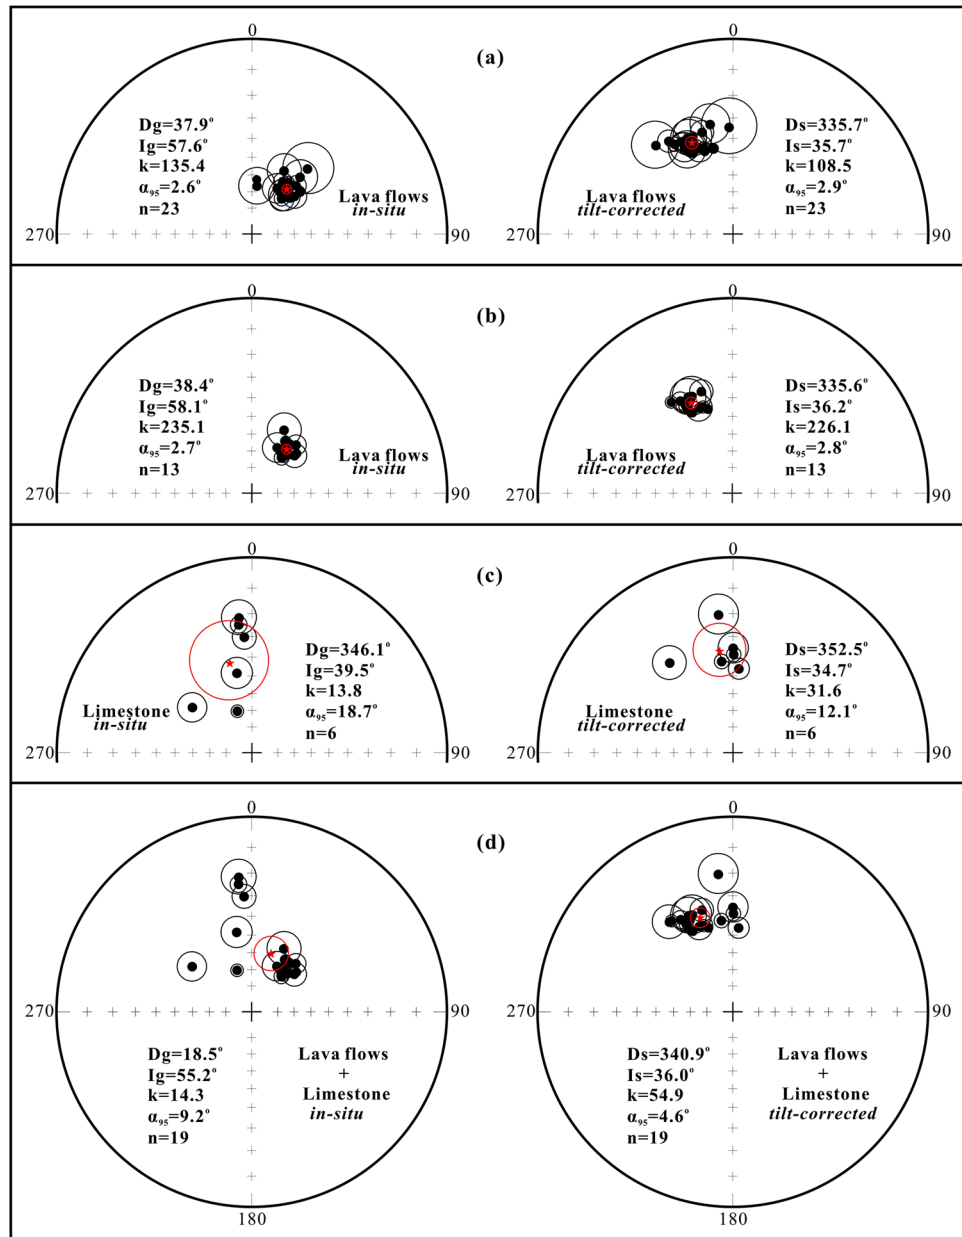 (a)
0
Dg=37.9°
Ig=57.6°
k=135.4
α95=2.6°
n=23
Lava flows
in-situ
270
90
0
Ds=335.7°
Is=35.7°
k=108.5
α95=2.9°
n=23
Lava flows
tilt-corrected
270
90
(b)
0
Dg=38.4°
Ig=58.1°
k=235.1
α95=2.7°
n=13
Lava flows
in-situ
270
90
0
Ds=335.6°
Is=36.2°
k=226.1
α95=2.8°
n=13
Lava flows
tilt-corrected
270
90
(c)
0
Dg=346.1°
Ig=39.5°
k=13.8
α95=18.7°
n=6
Limestone
in-situ
270
90
0
Ds=352.5°
Is=34.7°
k=31.6
α95=12.1°
n=6
Limestone
tilt-corrected
270
90
(d)
0
270
90
Dg=18.5°
Ig=55.2°
k=14.3
α95=9.2°
n=19
Lava flows
+
Limestone
in-situ
180
0
270
90
Ds=340.9°
Is=36.0°
k=54.9
α95=4.6°
n=19
Lava flows
+
Limestone
tilt-corrected
180